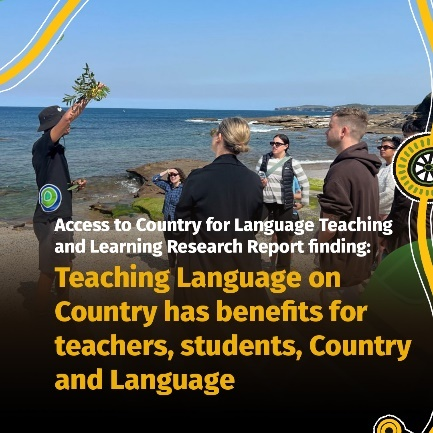 Access to Country for Language Teaching
and Learning Research Report finding:
Teaching Language on
Country has benefits for
teachers, students, Country
and Language